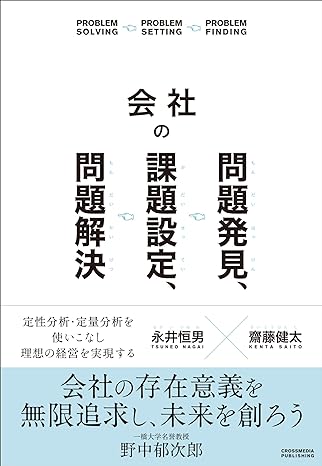 PROBLEM SOLVING ☜ PROBLEM SETTING ☜ PROBLEM FINDING
会社
の
問題発見、
課題設定、
問題解決
定性分析・定量分析を
使いこなし
理想の経営を実現する
永井恒男
TSUNEO NAGAI
齋藤健太
KENTA SAITO
会社の存在意義を
無限追求し、未来を創ろう
一橋大学名誉教授
野中郁次郎
CROSSMEDIA
PUBLISHING